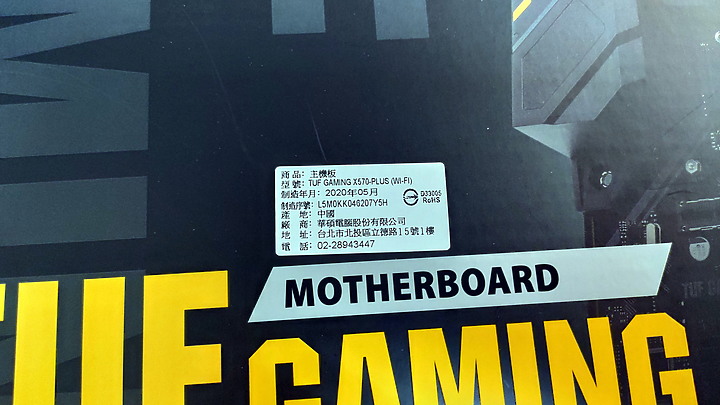 商 品: 主機板
型 號: TUF GAMING X570-PLUS (WI-FI)
製造年月: 2020年05月
製造序號: L5M0KK046207Y5H
D33005
RoHS
產 地: 中國
廠 商: 華碩電腦股份有限公司
地 址: 台北市北投區立德路15號1樓
電 話: 02-28943447
MOTHERBOARD
TUF
GAMING